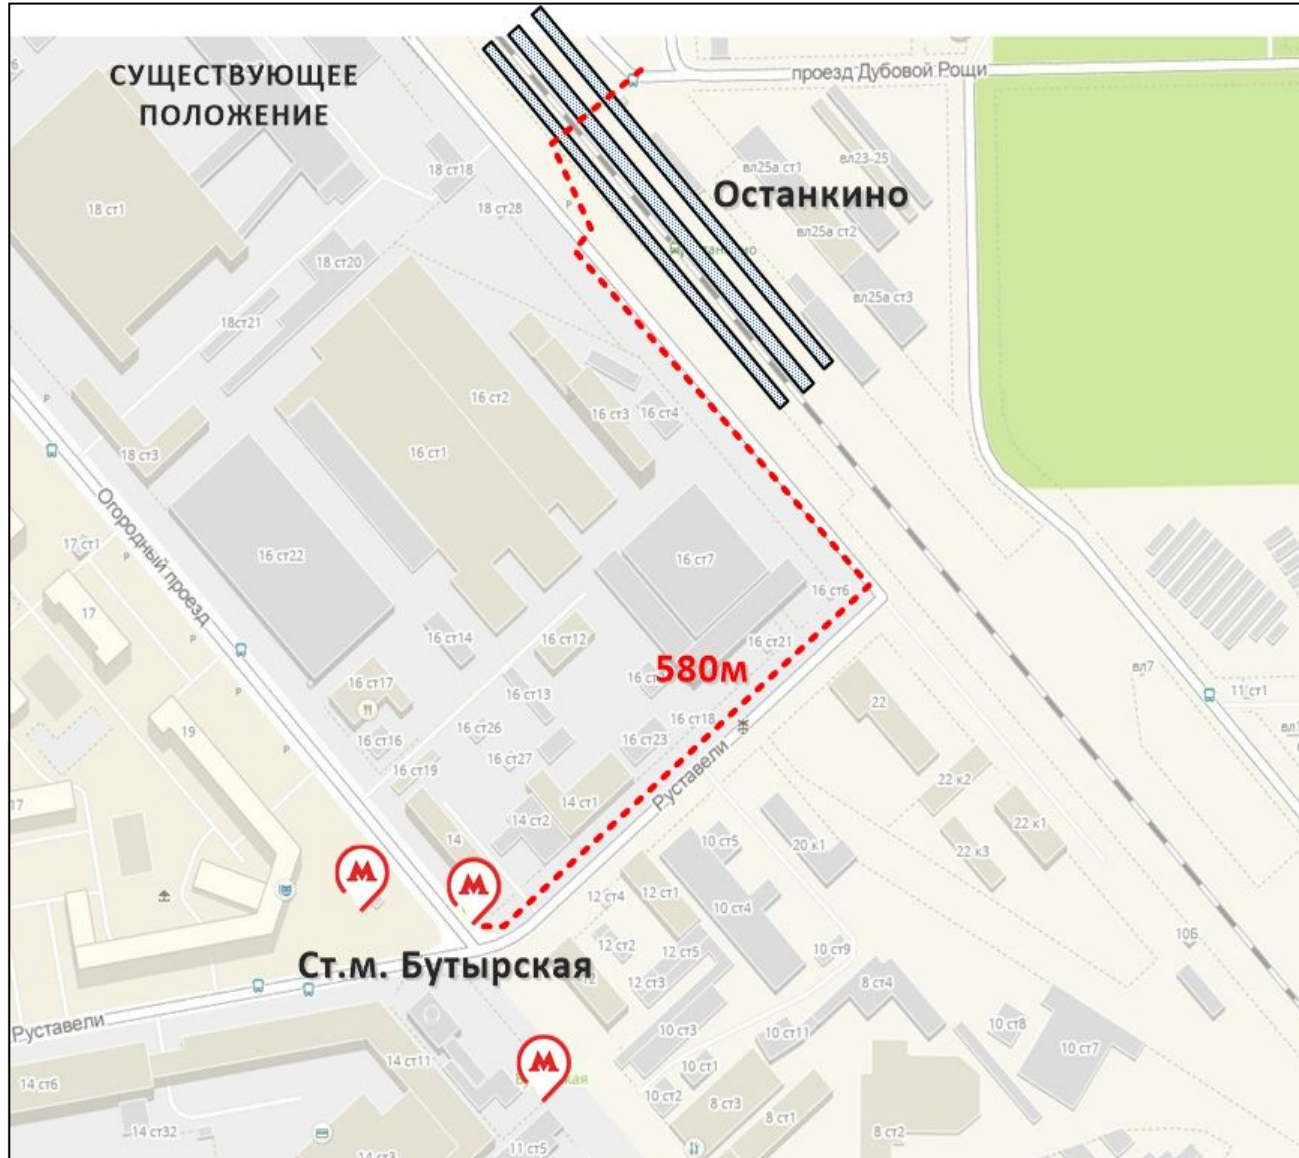 СУЩЕСТВУЮЩЕЕ
ПОЛОЖЕНИЕ
проезд Дубовой Рощи
18 ст1
18 ст18
18 ст28
18 ст20
18ст21
18 ст3
вл25а ст1
вл23-25
Останкино
вл25а ст2
вл25а ст3
P
16 ст2
16 ст3
16 ст4
16 ст1
P
Огородный проезд
17 ст1
P
16 ст22
16 ст7
16 ст6
17
P
16 ст14
16 ст12
16 ст21
580м
вл7
11 ст1
16 ст17
16 ст13
P
22
16 ст18
19
16 ст26
16 ст16
16 ст23
P
16 ст27
16 ст19
Руставели
22 к2
17
14 ст1
14 ст2
14
22 к1
10 ст5
20 к1
22 к3
М
М
12 ст4
12 ст1
10 ст4
12 ст2
12 ст5
10 ст9
10Б
Ст.м. Бутырская
12
12 ст3
8 ст4
Руставели
10 ст3
10 ст11
10 ст8
10 ст7
14 ст11
М
10 ст1
14 ст6
10 ст2
8 ст3
8 ст1
8 ст2
14 ст32
11 ст5
14 ст3